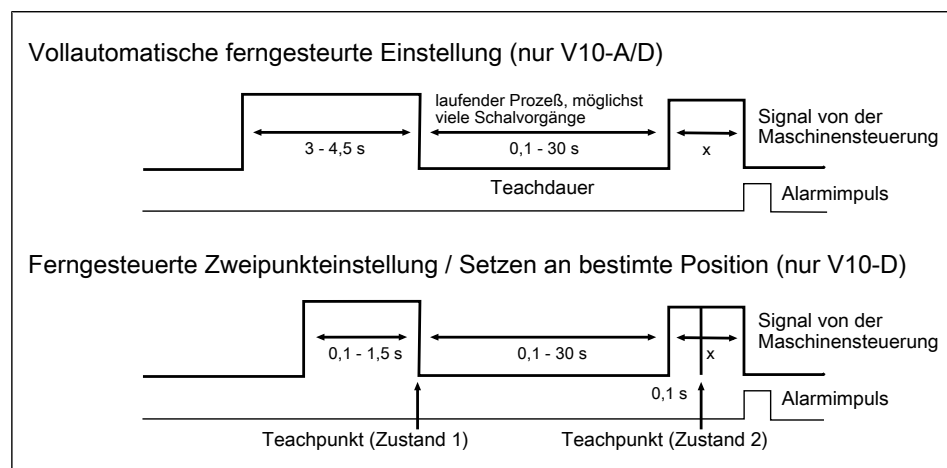 Vollautomatische ferngesteurte Einstellung (nur V10-A/D)
laufender Prozeß, möglichst
viele Schalvorgänge
3 - 4,5 s
0,1 - 30 s
x
Signal von der
Maschinensteuerung
Teachdauer
Alarmimpuls
Ferngesteuerte Zweipunkteinstellung / Setzen an bestimte Position (nur V10-D)
0,1 - 1,5 s
0,1 - 30 s
x
Signal von der
Maschinensteuerung
0,1 s
Alarmimpuls
Teachpunkt (Zustand 1)
Teachpunkt (Zustand 2)